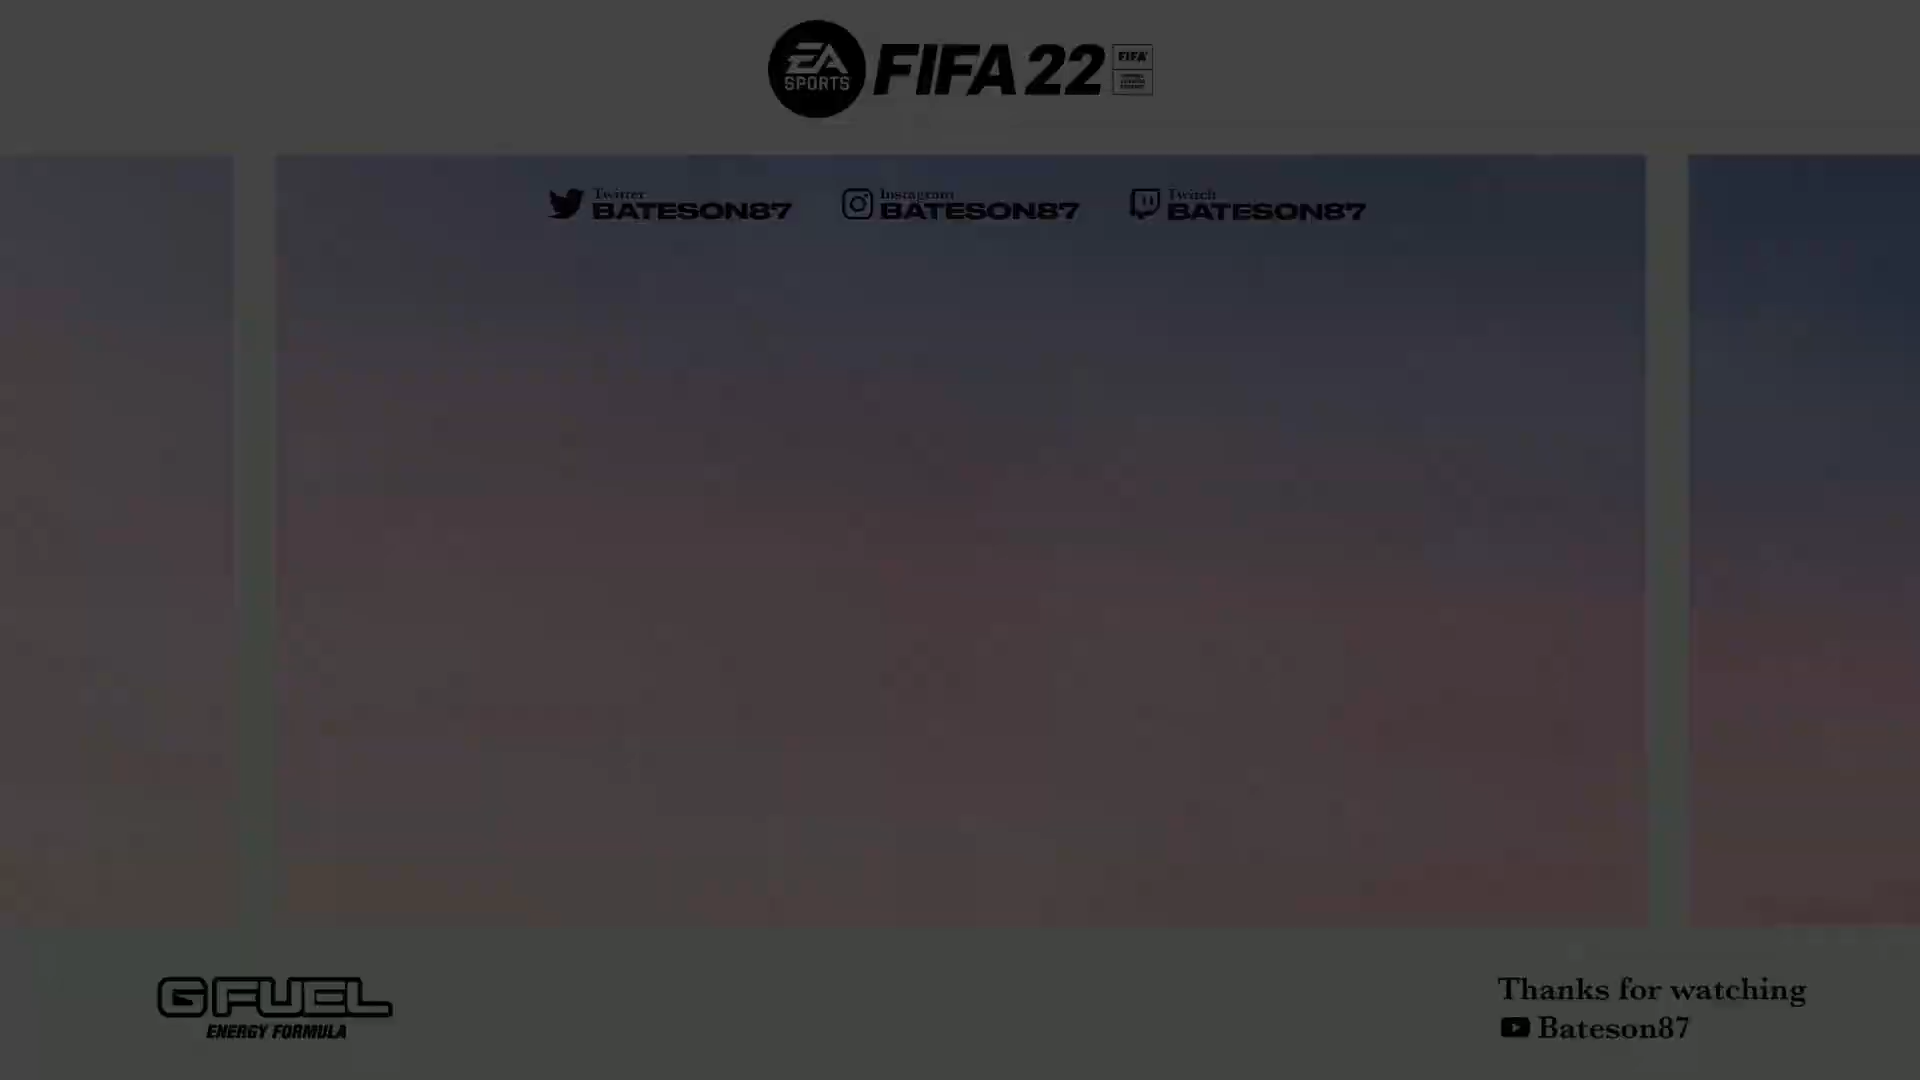 EA
SPORTS
FIFA 22
FIFA
Twitter
BATESON87
Instagram
BATESON87
Twitch
BATESON87
G FUEL
ENERGY FORMULA
Thanks for watching
Bateson87